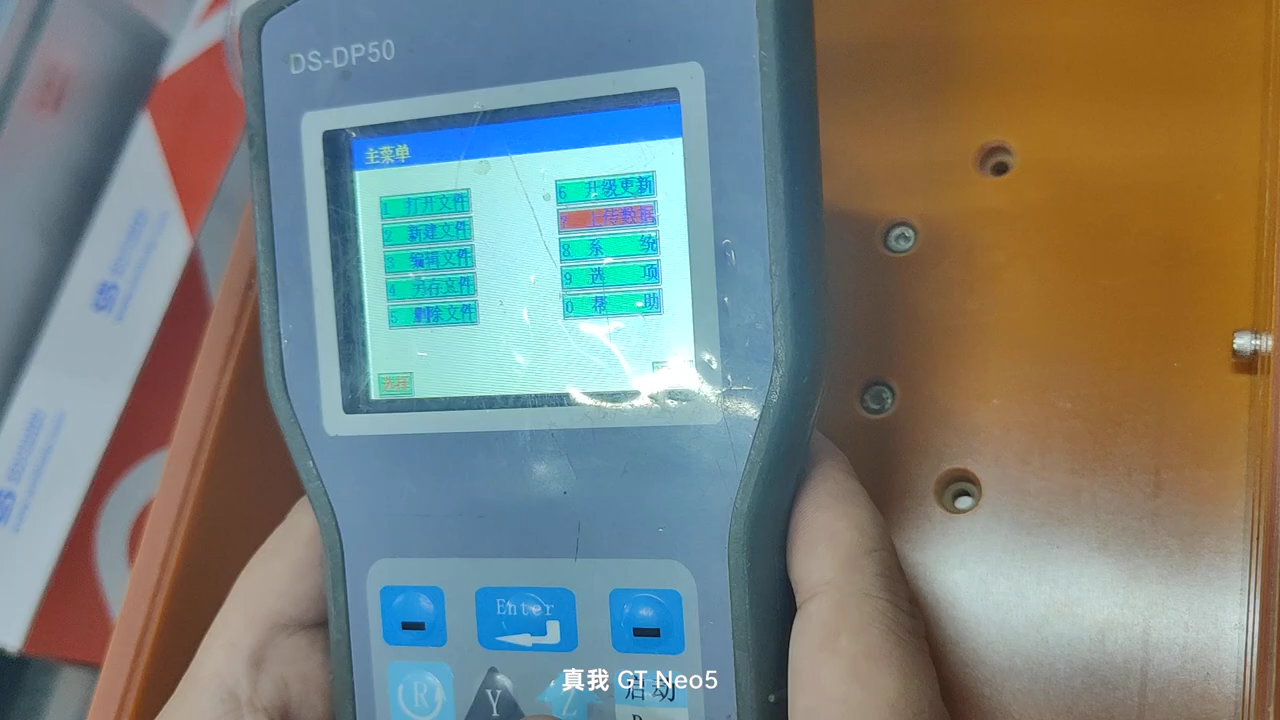 DS-DP50
主菜单
1 打开文件
2 新建文件
3 编辑文件
4 另存文件
5 删除文件
6 升级更新
7 上传数据
8 系 统
9 选 项
0 帮 助
Enter
R
Y
Z
启动
真我 GT Neo5